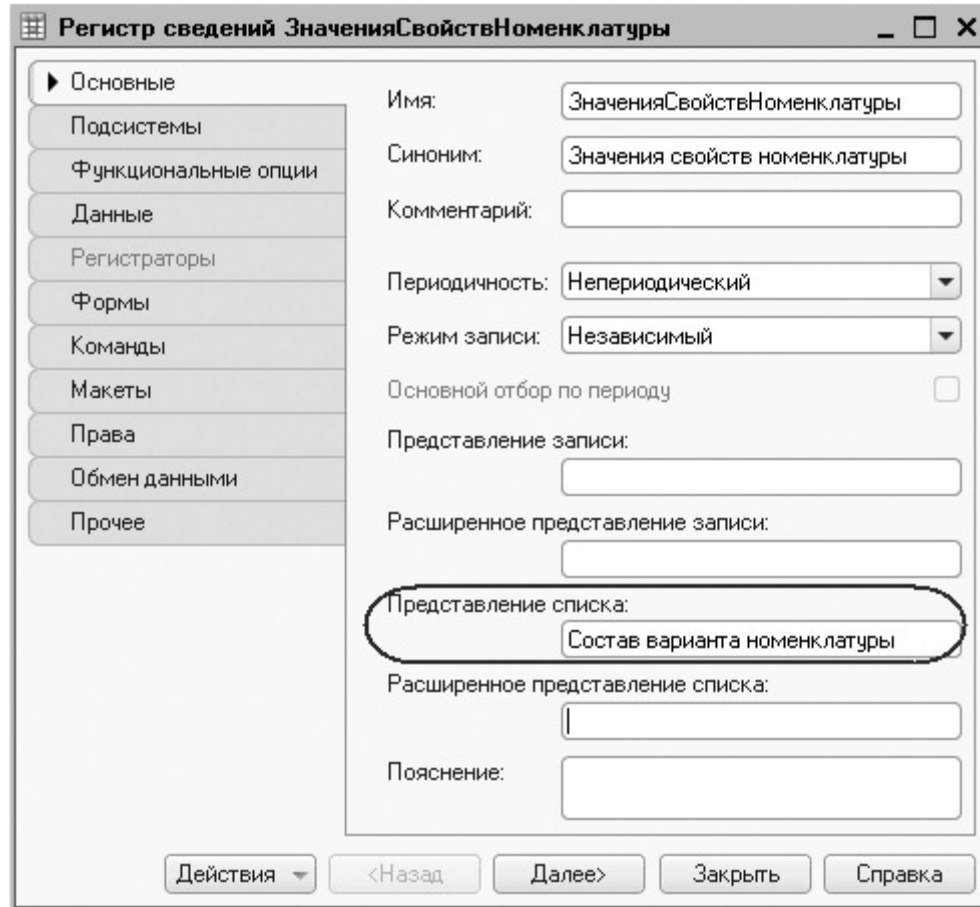 Регистр сведений ЗначенияСвойствНоменклатуры
Основные
Подсистемы
Функциональные опции
Данные
Регистраторы
Формы
Команды
Макеты
Права
Обмен данными
Прочее
Имя: ЗначенияСвойствНоменклатуры
Синоним: Значения свойств номенклатуры
Комментарий:
Периодичность: Непериодический
Режим записи: Независимый
Основной отбор по периоду
Представление записи:
Расширенное представление записи:
Представление списка:
Состав варианта номенклатуры
Расширенное представление списка:
Пояснение:
Действия <Назад Далее> Закрыть Справка